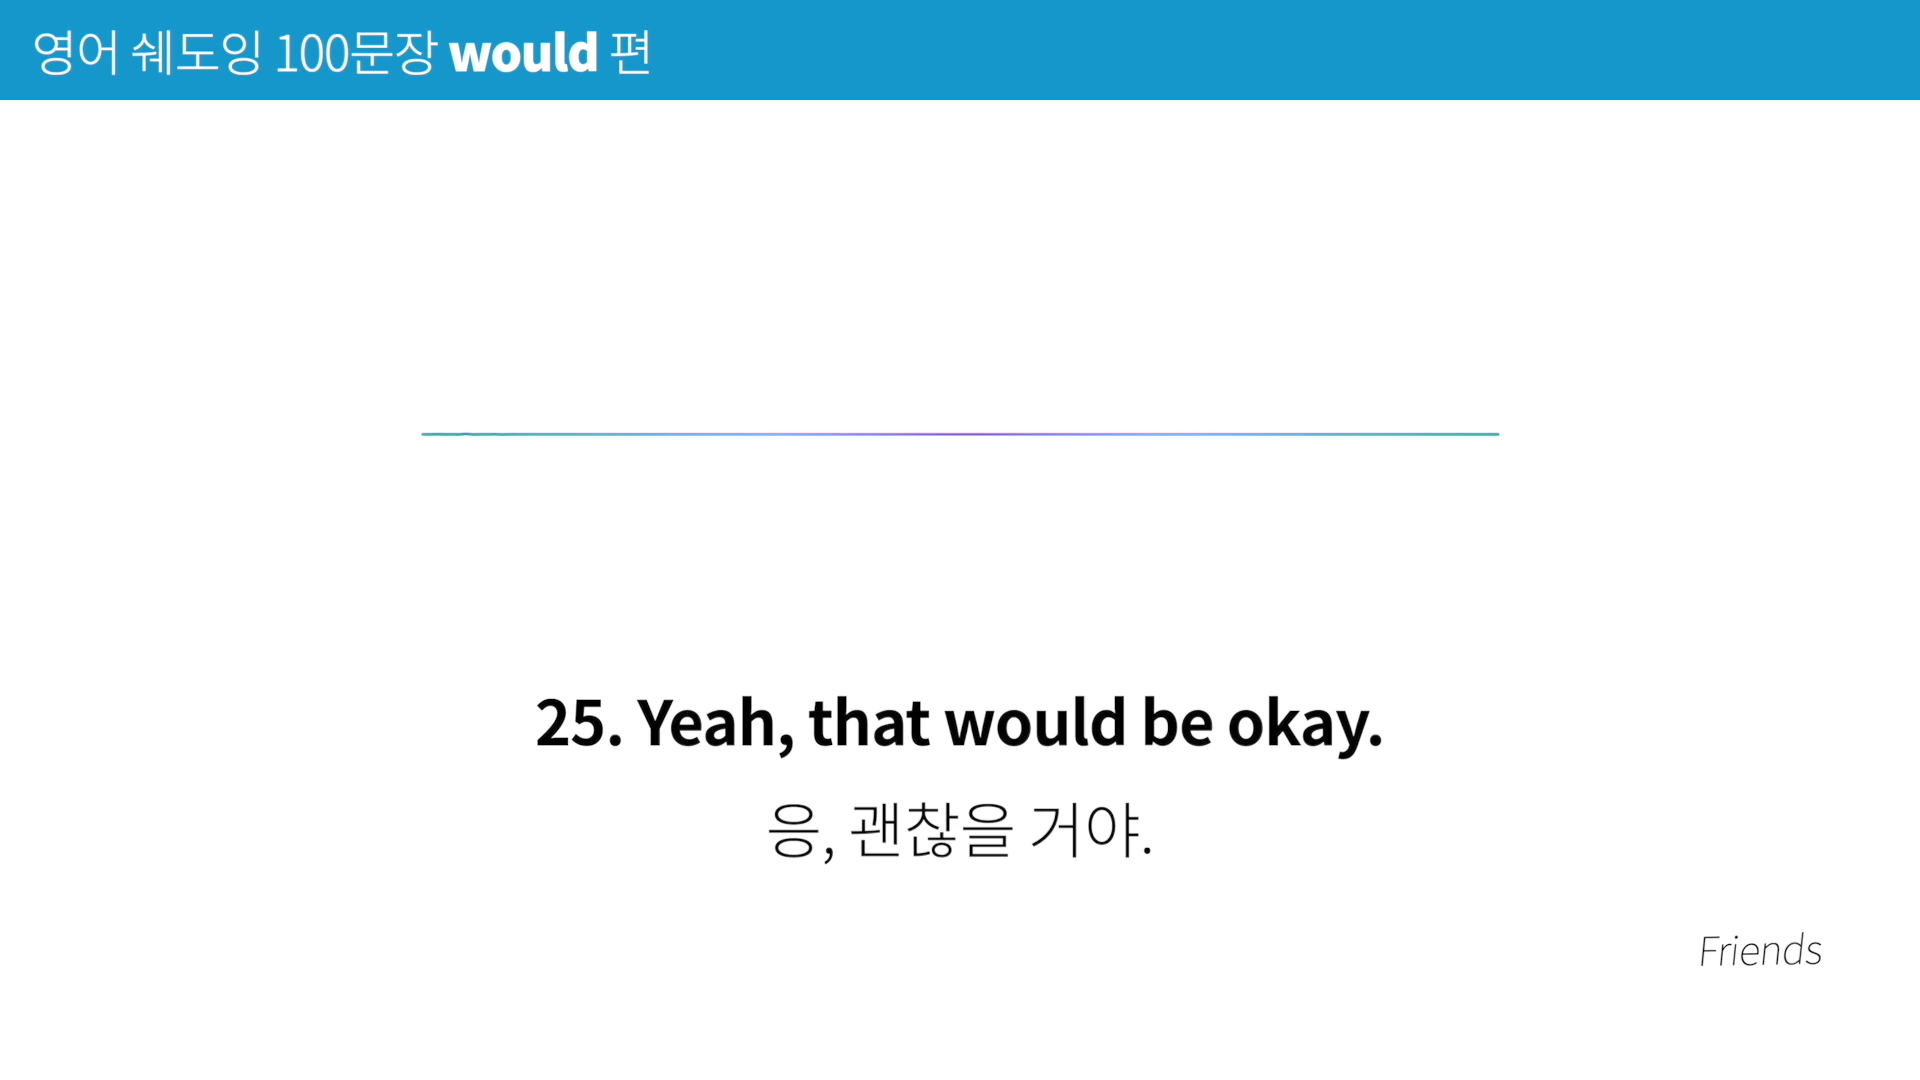 영어 쉐도잉 100문장 would 편
25. Yeah, that would be okay.
응, 괜찮을 거야.
Friends